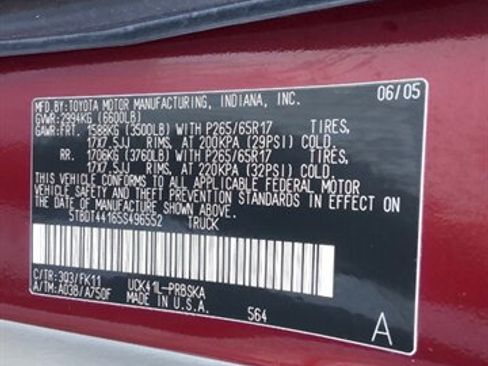 MFD.BY:TOYOTA MOTOR MANUFACTURING, INDIANA, INC. 06/05
GVWR:2994KG (6600LB)
GAWR:FRT. 1588KG (3500LB) WITH P265/65R17 TIRES,
17X7.5JJ RIMS, AT 200KPA (29PSI) COLD.
RR. 1706KG (3760LB) WITH P265/65R17 TIRES,
17X7.5JJ RIMS, AT 220KPA (32PSI) COLD.
THIS VEHICLE CONFORMS TO ALL APPLICABLE FEDERAL MOTOR
VEHICLE SAFETY AND THEFT PREVENTION STANDARDS IN EFFECT ON
THE DATE OF MANUFACTURE SHOWN ABOVE.
5TBDT44165S496552 TRUCK
C/TR:3Q3/FK11 UCK41L-PRBSKA
A/TM:A03B/A750F MADE IN U.S.A. 564 A